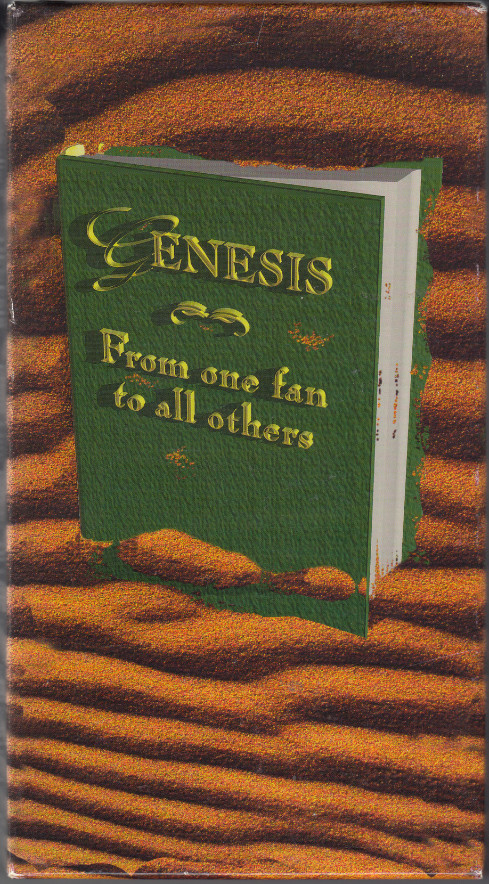 GENESIS
From one fan
to all others